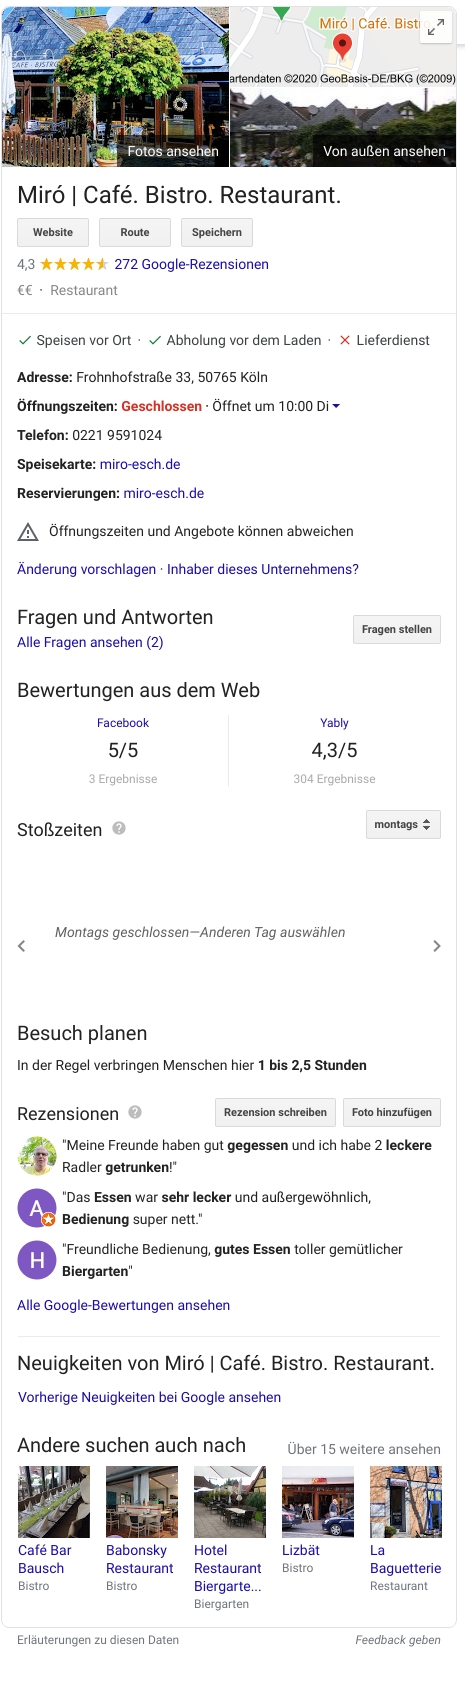 Miró | Café. Bistro.
artendaten ©2020 GeoBasis-DE/BKG (©2009)
CAFÉ - BISTRO
Fotos ansehen
Von außen ansehen
Miró | Café. Bistro. Restaurant.
Website Route Speichern
4,3 272 Google-Rezensionen
€€ · Restaurant
Speisen vor Ort · Abholung vor dem Laden · Lieferdienst
Adresse: Frohnhofstraße 33, 50765 Köln
Öffnungszeiten: Geschlossen · Öffnet um 10:00 Di
Telefon: 0221 9591024
Speisekarte: miro-esch.de
Reservierungen: miro-esch.de
Öffnungszeiten und Angebote können abweichen
Änderung vorschlagen · Inhaber dieses Unternehmens?
Fragen und Antworten
Alle Fragen ansehen (2)
Fragen stellen
Bewertungen aus dem Web
Facebook Yably
5/5 4,3/5
3 Ergebnisse 304 Ergebnisse
Stoßzeiten ? montags
Montags geschlossen—Anderen Tag auswählen
Besuch planen
In der Regel verbringen Menschen hier 1 bis 2,5 Stunden
Rezensionen ? Rezension schreiben Foto hinzufügen
"Meine Freunde haben gut gegessen und ich habe 2 leckere
Radler getrunken!"
A
"Das Essen war sehr lecker und außergewöhnlich,
Bedienung super nett."
H
"Freundliche Bedienung, gutes Essen toller gemütlicher
Biergarten"
Alle Google-Bewertungen ansehen
Neuigkeiten von Miró | Café. Bistro. Restaurant.
Vorherige Neuigkeiten bei Google ansehen
Andere suchen auch nach
Über 15 weitere ansehen
Café Bar
Bausch
Bistro
Babonsky
Restaurant
Bistro
Hotel
Restaurant
Biergarte...
Biergarten
Lizbät
Bistro
La
Baguetterie
Restaurant
Erläuterungen zu diesen Daten
Feedback geben